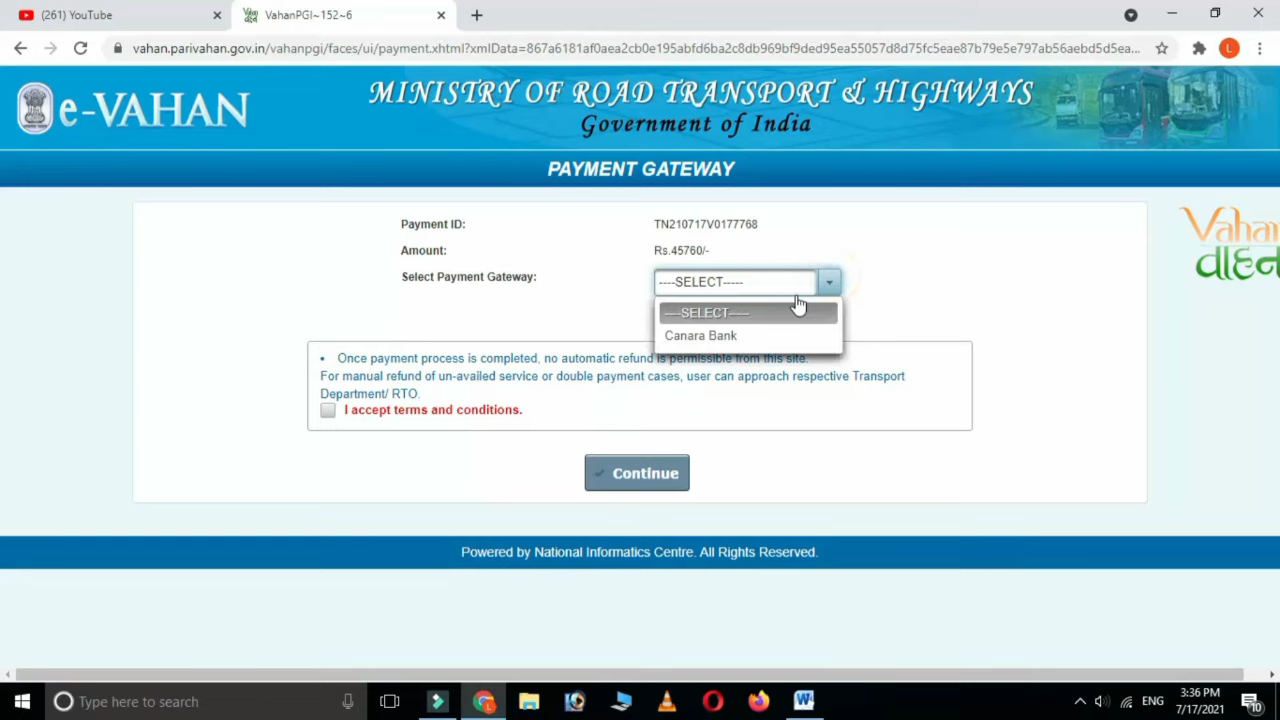 (261) YouTube
VahanPGI~152~6
vahan.parivahan.gov.in/vahanpgi/faces/ui/payment.xhtml?xmlData=867a6181af0aea2cb0e195abfd6ba2c8db969bf9ded95ea55057d8d75fc5eae87b79e5e797ab56aebd5d5ea...
L
e-VAHAN
MINISTRY OF ROAD TRANSPORT & HIGHWAYS
Government of India
PAYMENT GATEWAY
Vahan
Payment ID: TN210717V0177768
Amount: Rs.45760/-
Select Payment Gateway: ----SELECT-----
----SELECT-----
Canara Bank
• Once payment process is completed, no automatic refund is permissible from this site.
For manual refund of un-availed service or double payment cases, user can approach respective Transport
Department/ RTO.
I accept terms and conditions.
Continue
Powered by National Informatics Centre. All Rights Reserved.
Type here to search
ENG
3:36 PM
7/17/2021
10